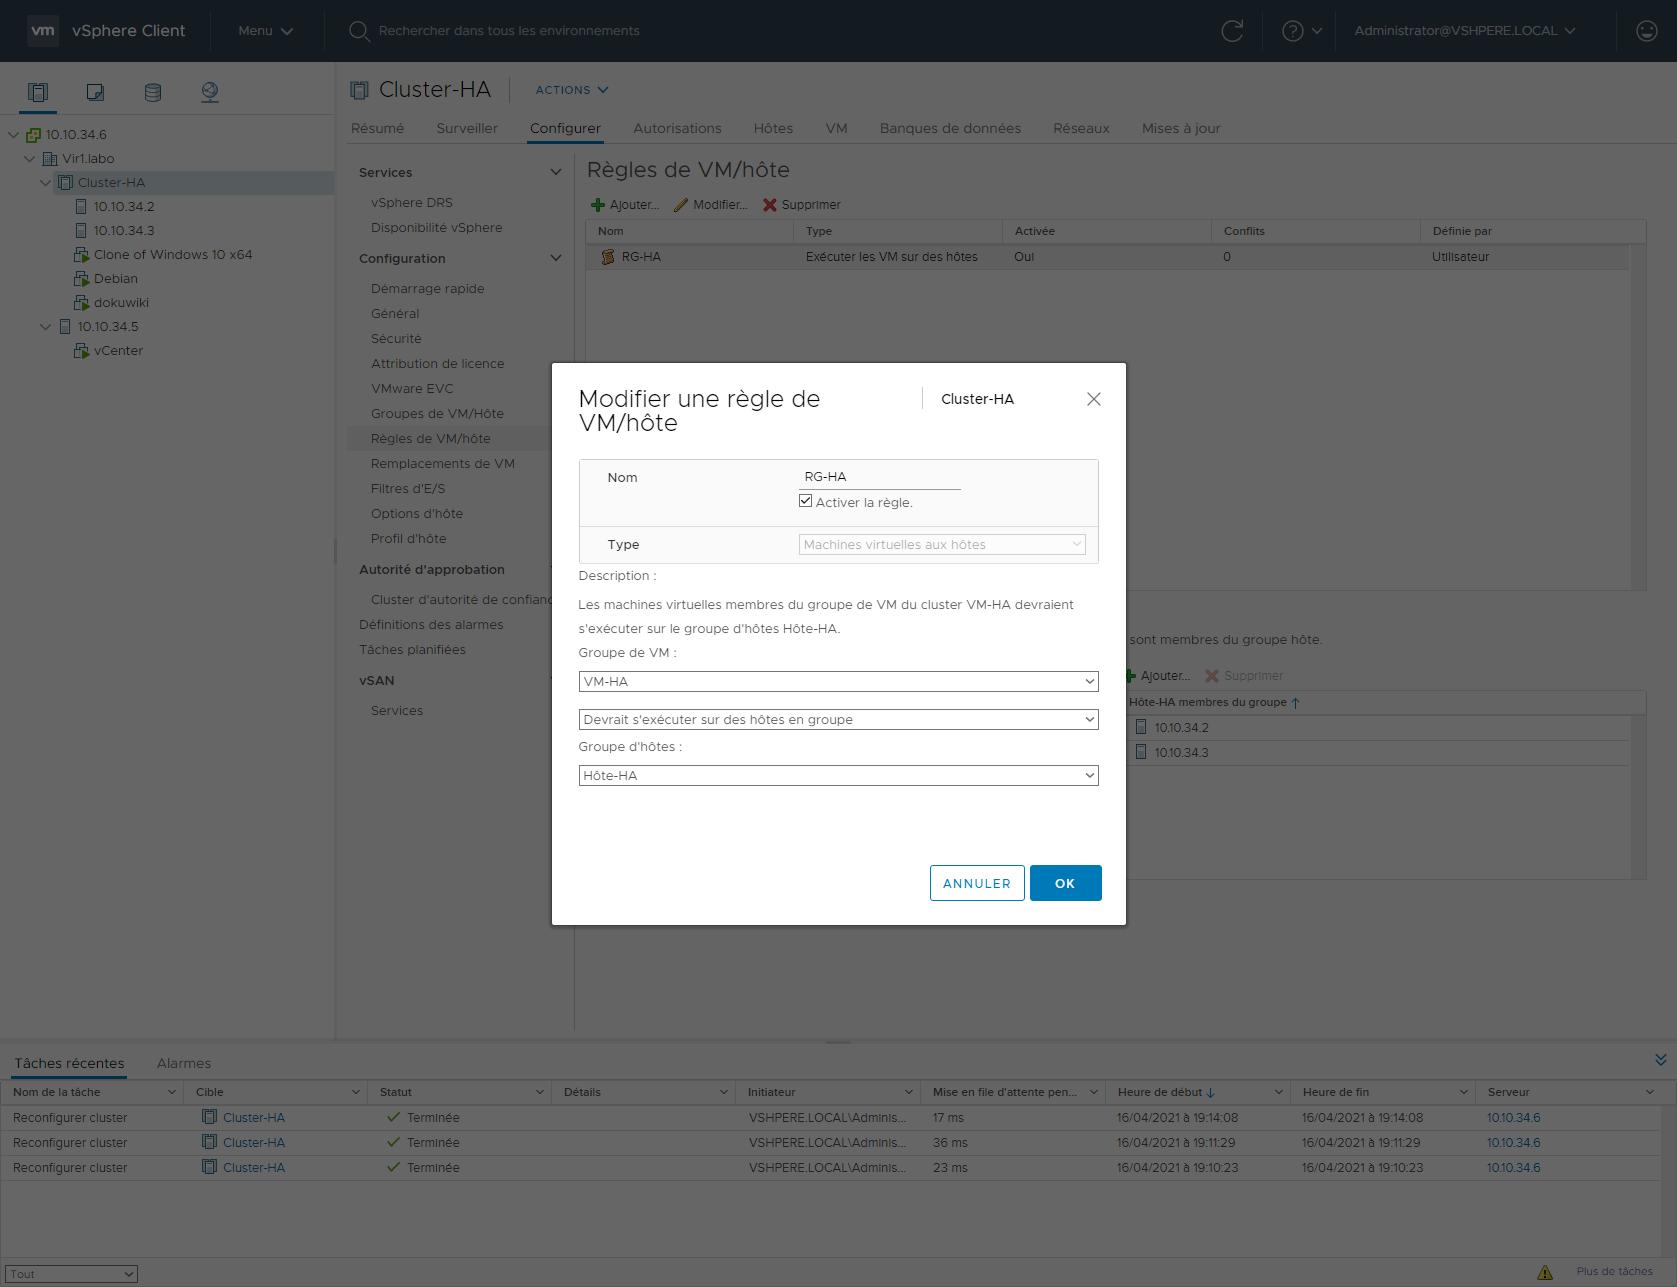 vm vSphere Client Menu Rechercher dans tous les environnements Administrator@VSHPERE.LOCAL
10.10.34.6
Vir1.labo
Cluster-HA
10.10.34.2
10.10.34.3
Clone of Windows 10 x64
Debian
dokuwiki
10.10.34.5
vCenter
Cluster-HA ACTIONS
Résumé Surveiller Configurer Autorisations Hôtes VM Banques de données Réseaux Mises à jour
Services
vSphere DRS
Disponibilité vSphere
Configuration
Démarrage rapide
Général
Sécurité
Attribution de licence
VMware EVC
Groupes de VM/Hôte
Règles de VM/hôte
Remplacements de VM
Filtres d'E/S
Options d'hôte
Profil d'hôte
Autorité d'approbation
Cluster d'autorité de confianc
Définitions des alarmes
Tâches planifiées
vSAN
Services
Règles de VM/hôte
Ajouter... Modifier... Supprimer
Nom Type Activée Conflits Définie par
RG-HA Exécuter les VM sur des hôtes Oui 0 Utilisateur
Modifier une règle de
VM/hôte
Cluster-HA
Nom RG-HA
Activer la règle.
Type Machines virtuelles aux hôtes
Description :
Les machines virtuelles membres du groupe de VM du cluster VM-HA devraient
s'exécuter sur le groupe d'hôtes Hôte-HA.
Groupe de VM :
VM-HA
Devrait s'exécuter sur des hôtes en groupe
Groupe d'hôtes :
Hôte-HA
ANNULER OK
sont membres du groupe hôte.
Ajouter... Supprimer
Hôte-HA membres du groupe
10.10.34.2
10.10.34.3
Tâches récentes Alarmes
Nom de la tâche Cible Statut Détails Initiateur Mise en file d'attente pen... Heure de début Heure de fin Serveur
Reconfigurer cluster Cluster-HA Terminée VSHPERE.LOCAL\Adminis... 17 ms 16/04/2021 à 19:14:08 16/04/2021 à 19:14:08 10.10.34.6
Reconfigurer cluster Cluster-HA Terminée VSHPERE.LOCAL\Adminis... 36 ms 16/04/2021 à 19:11:29 16/04/2021 à 19:11:29 10.10.34.6
Reconfigurer cluster Cluster-HA Terminée VSHPERE.LOCAL\Adminis... 23 ms 16/04/2021 à 19:10:23 16/04/2021 à 19:10:23 10.10.34.6
Tout Plus de tâches